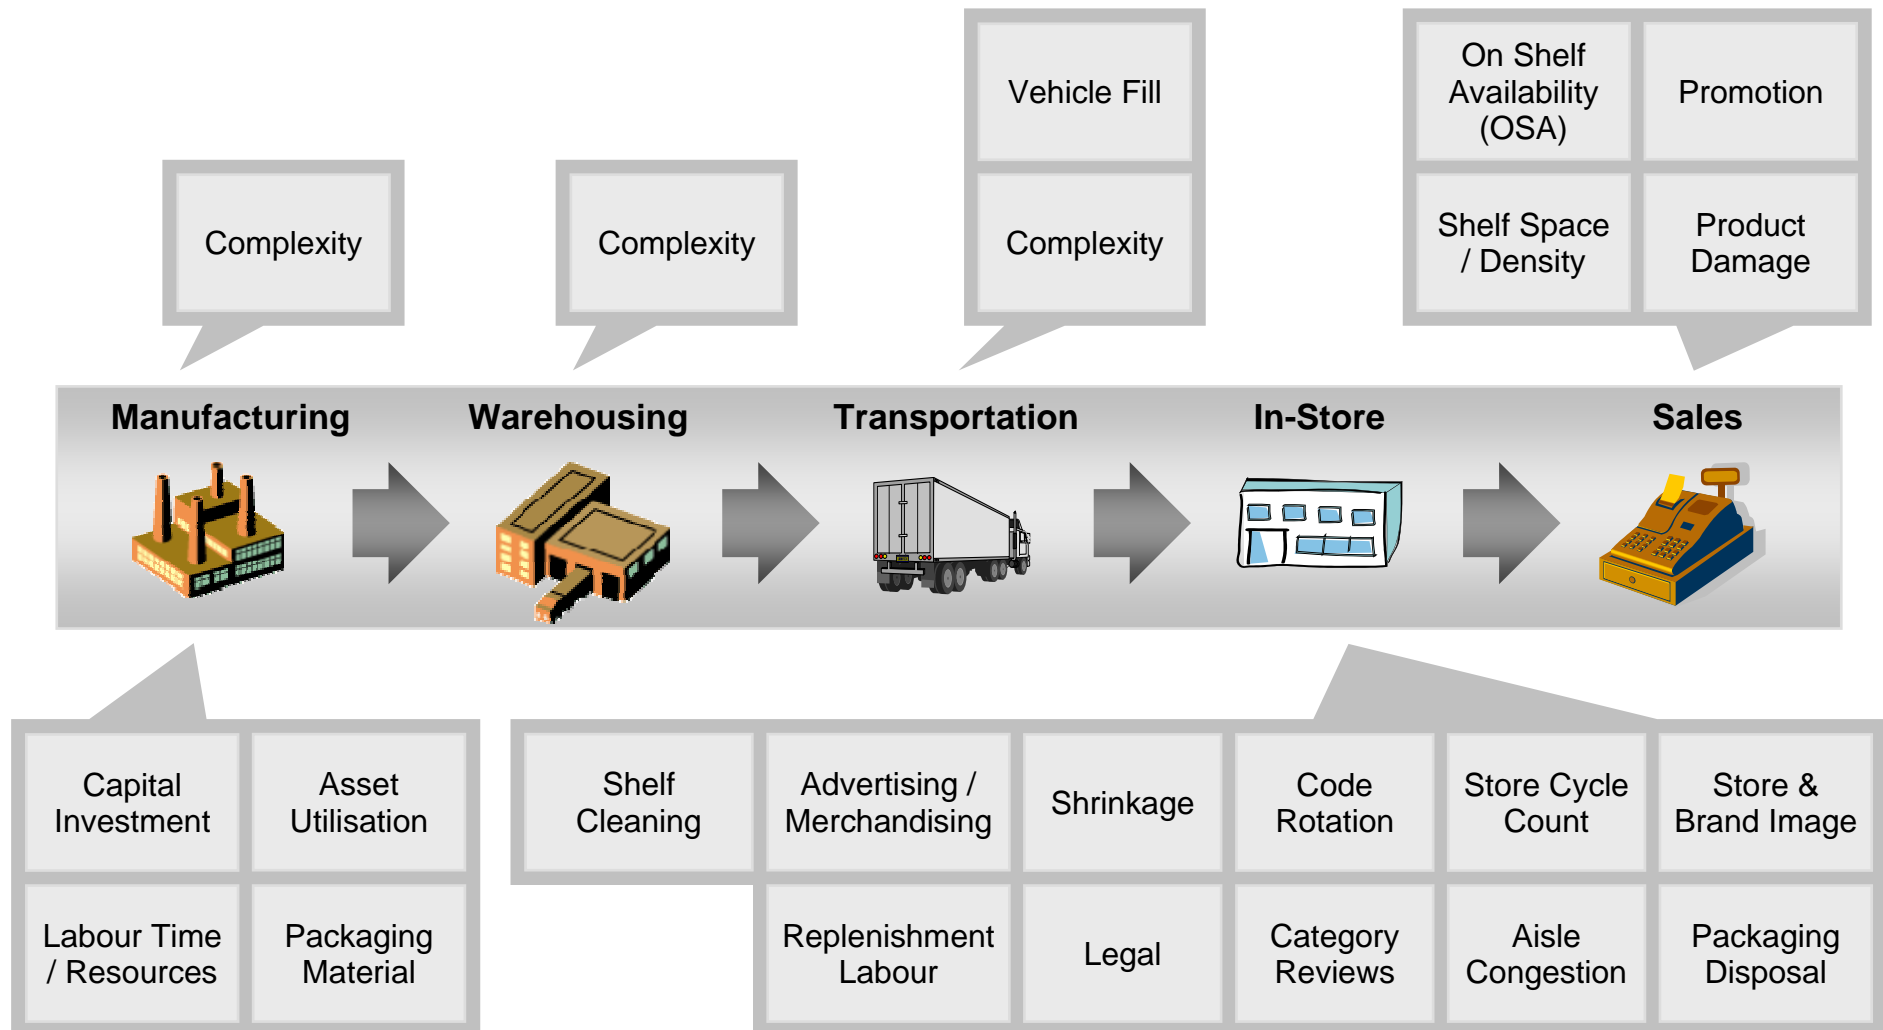 Vehicle Fill
On Shelf
Availability
(OSA)
Promotion
Complexity
Complexity
Complexity
Shelf Space
/ Density
Product
Damage
Manufacturing
Warehousing
Transportation
In-Store
Sales
Capital
Investment
Asset
Utilisation
Shelf
Cleaning
Advertising /
Merchandising
Shrinkage
Code
Rotation
Store Cycle
Count
Store &
Brand Image
Labour Time
/ Resources
Packaging
Material
Replenishment
Labour
Legal
Category
Reviews
Aisle
Congestion
Packaging
Disposal